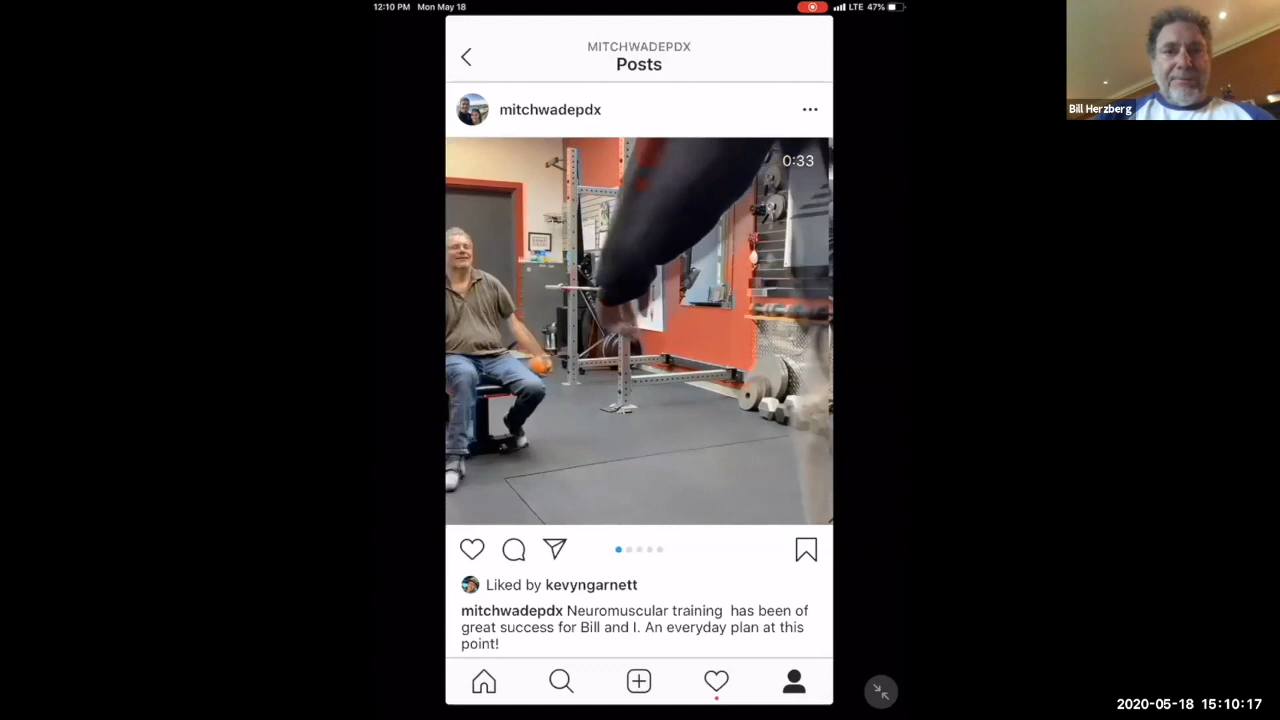 12:10 PM Mon May 18
LTE 47%
MITCHWADEPDX
Posts
mitchwadepdx
0:33
Liked by kevyngarnett
mitchwadepdx Neuromuscular training has been of
great success for Bill and I. An everyday plan at this
point!
Bill Herzberg
2020-05-18 15:10:17